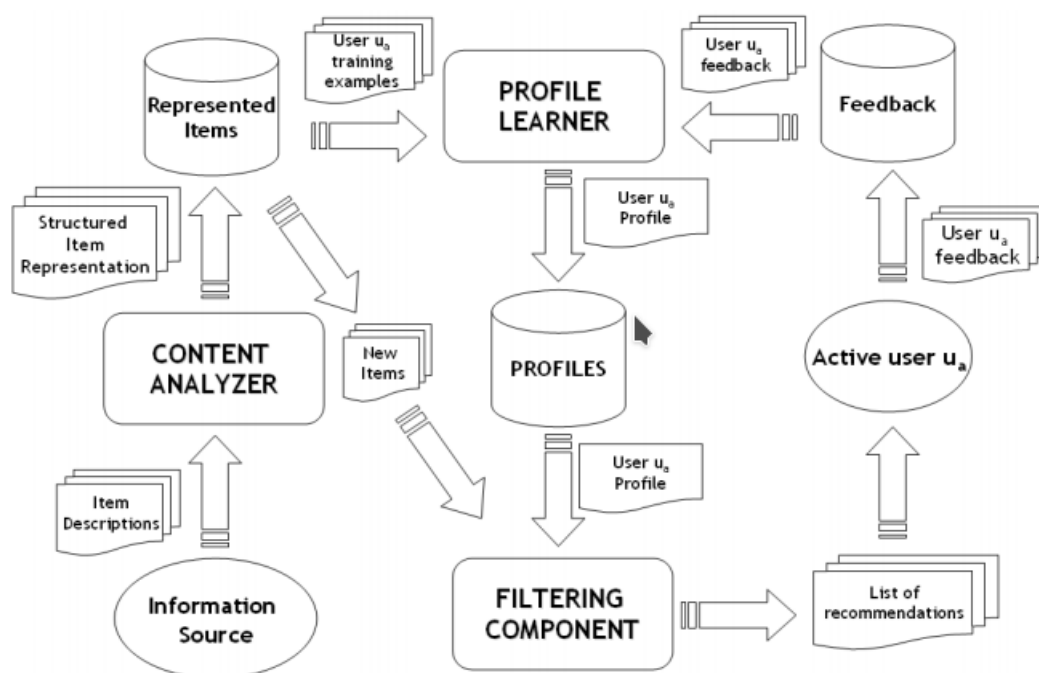 User uₐ
training
examples
User uₐ
feedback
Represented
Items
PROFILE
LEARNER
Feedback
Structured
Item
Representation
User uₐ
Profile
User uₐ
feedback
CONTENT
ANALYZER
New
Items
PROFILES
Active user uₐ
User uₐ
Profile
Item
Descriptions
Information
Source
FILTERING
COMPONENT
List of
recommendations